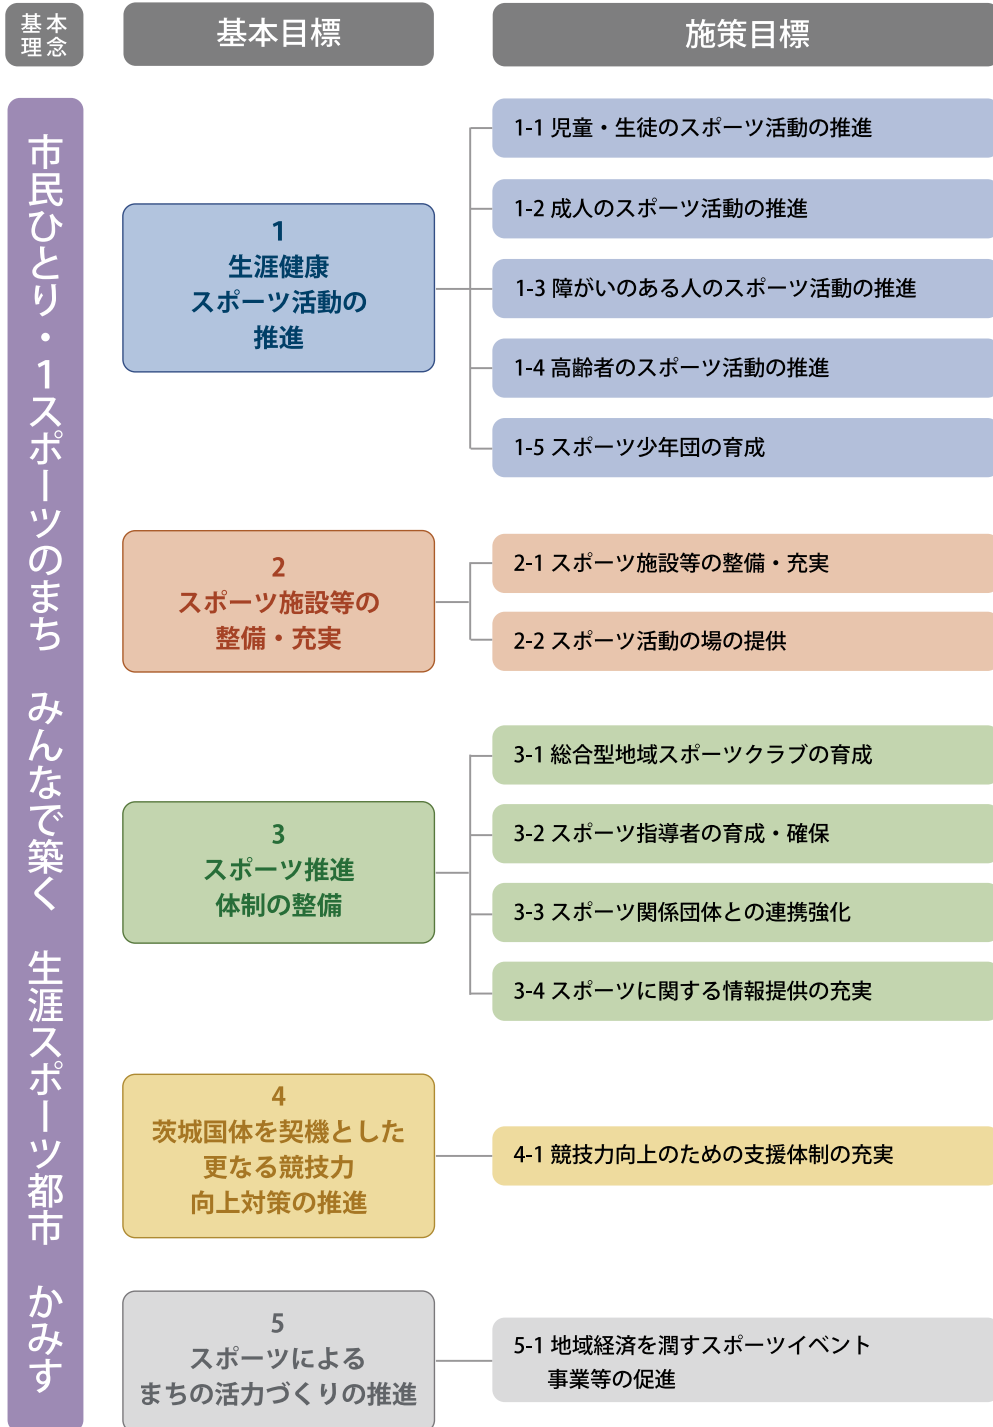 基本
理念
基本目標
施策目標
市民ひとり・1スポーツのまち　みんなで築く　生涯スポーツ都市　かみす
1
生涯健康
スポーツ活動の
推進
1-1 児童・生徒のスポーツ活動の推進
1-2 成人のスポーツ活動の推進
1-3 障がいのある人のスポーツ活動の推進
1-4 高齢者のスポーツ活動の推進
1-5 スポーツ少年団の育成
2
スポーツ施設等の
整備・充実
2-1 スポーツ施設等の整備・充実
2-2 スポーツ活動の場の提供
3
スポーツ推進
体制の整備
3-1 総合型地域スポーツクラブの育成
3-2 スポーツ指導者の育成・確保
3-3 スポーツ関係団体との連携強化
3-4 スポーツに関する情報提供の充実
4
茨城国体を契機とした
更なる競技力
向上対策の推進
4-1 競技力向上のための支援体制の充実
5
スポーツによる
まちの活力づくりの推進
5-1 地域経済を潤すスポーツイベント
事業等の促進